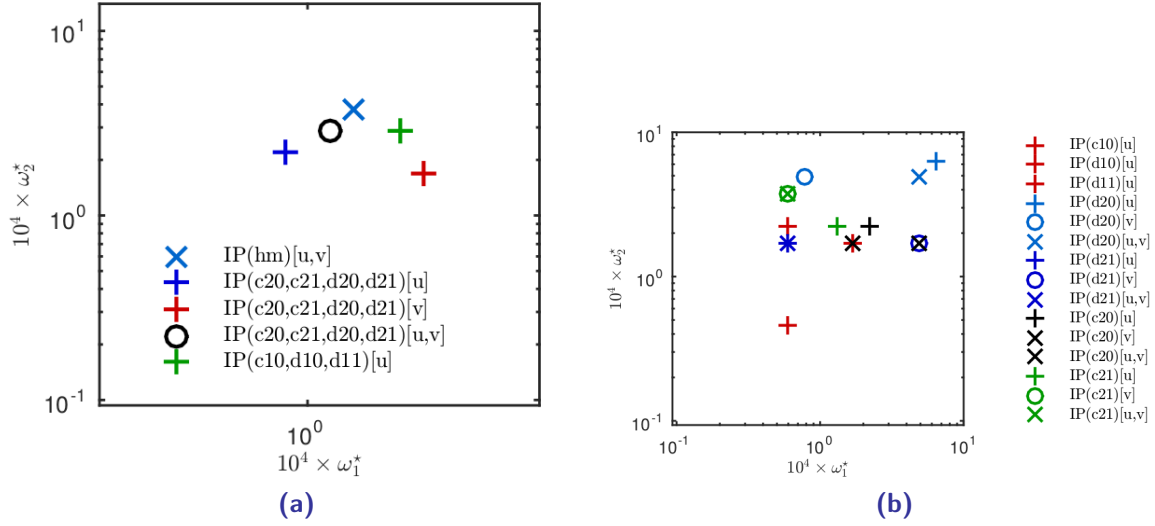 10^1
10^0
10^-1
10^4 × ω_2^*
IP(hm)[u,v]
IP(c20,c21,d20,d21)[u]
IP(c20,c21,d20,d21)[v]
IP(c20,c21,d20,d21)[u,v]
IP(c10,d10,d11)[u]
10^0
10^4 × ω_1^*
(a)
10^1
10^0
10^-1
10^4 × ω_2^*
10^-1 10^0 10^1
10^4 × ω_1^*
IP(c10)[u]
IP(d10)[u]
IP(d11)[u]
IP(d20)[u]
IP(d20)[v]
IP(d20)[u,v]
IP(d21)[u]
IP(d21)[v]
IP(d21)[u,v]
IP(c20)[u]
IP(c20)[v]
IP(c20)[u,v]
IP(c21)[u]
IP(c21)[v]
IP(c21)[u,v]
(b)